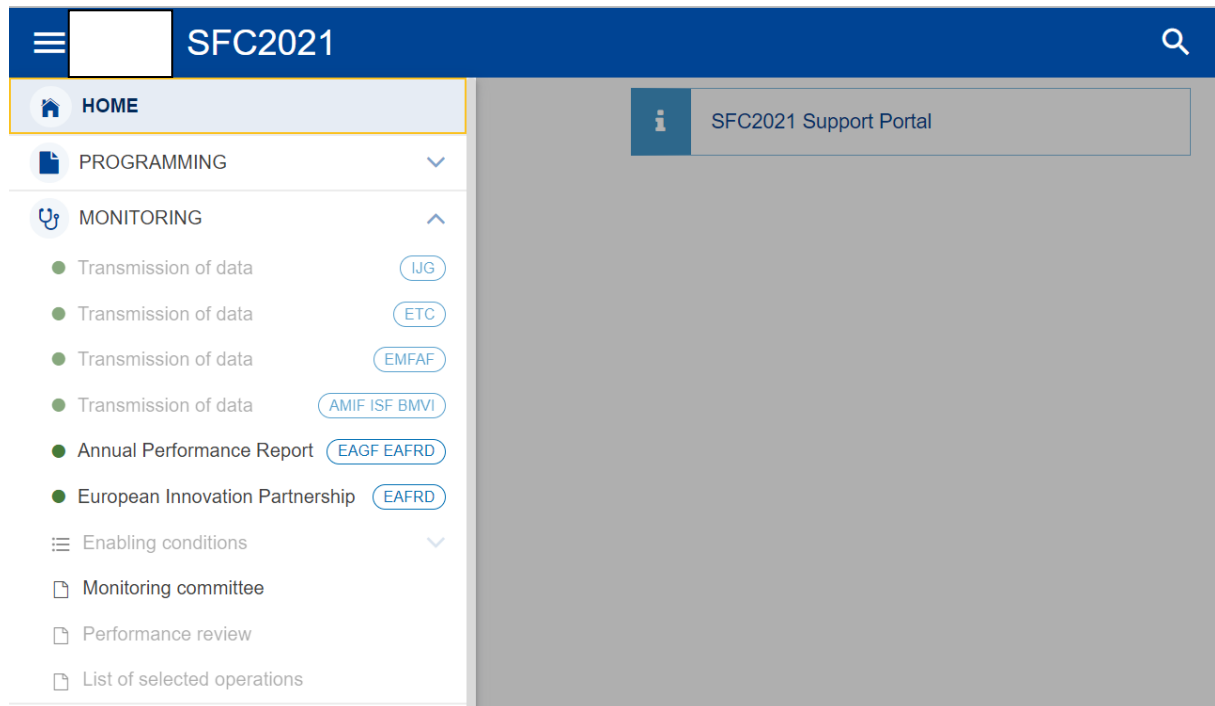 SFC2021
HOME
SFC2021 Support Portal
PROGRAMMING
MONITORING
Transmission of data IJG
Transmission of data ETC
Transmission of data EMFAF
Transmission of data AMIF ISF BMVI
Annual Performance Report EAGF EAFRD
European Innovation Partnership EAFRD
Enabling conditions
Monitoring committee
Performance review
List of selected operations